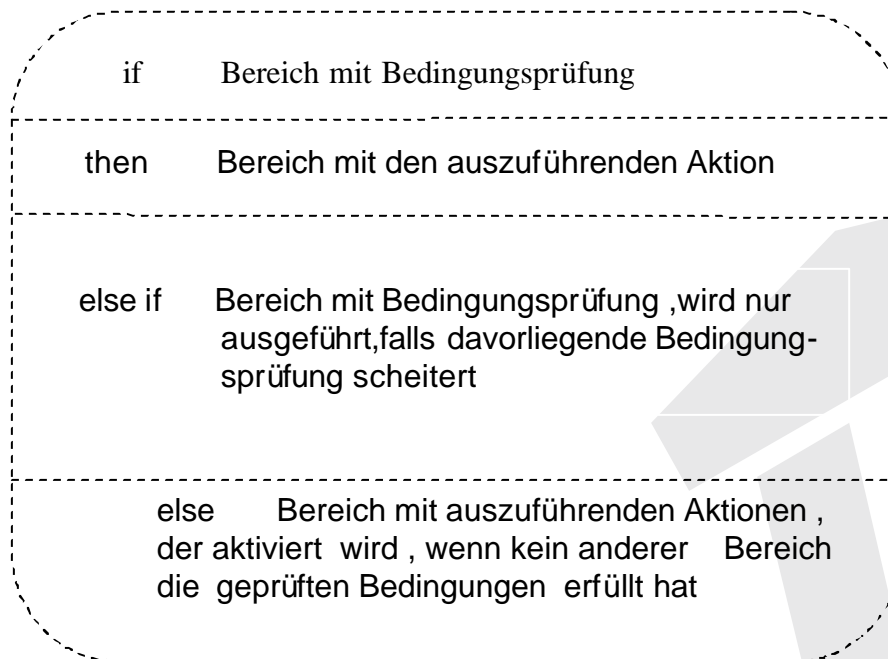 if Bereich mit Bedingungsprüfung
then Bereich mit den auszuführenden Aktion
else if Bereich mit Bedingungsprüfung ,wird nur
ausgeführt,falls davorliegende Bedingung-
sprüfung scheitert
else Bereich mit auszuführenden Aktionen ,
der aktiviert wird , wenn kein anderer Bereich
die geprüften Bedingungen erfüllt hat